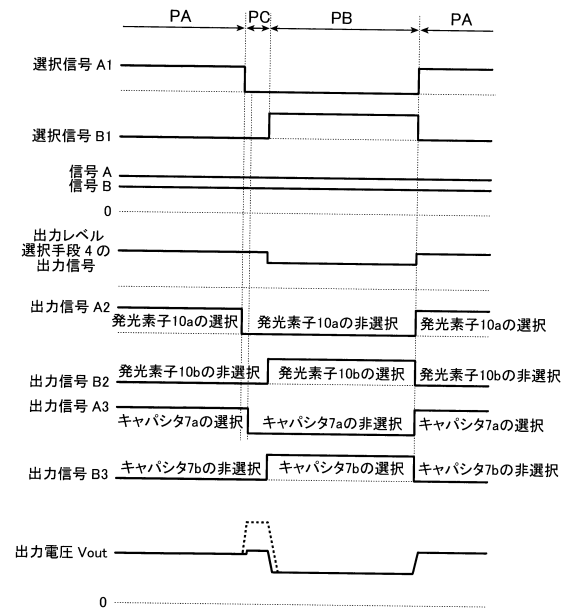 PA PC PB PA
選択信号 A1
選択信号 B1
信号 A
信号 B
0
出力レベル
選択手段 4 の
出力信号
出力信号 A2
発光素子10aの選択 発光素子10aの非選択 発光素子10aの選択
発光素子10bの非選択 発光素子10bの選択 発光素子10bの非選択
出力信号 B2
出力信号 A3
キャパシタ7aの選択 キャパシタ7aの非選択 キャパシタ7aの選択
キャパシタ7bの非選択 キャパシタ7bの選択 キャパシタ7bの非選択
出力信号 B3
出力電圧 Vout
0